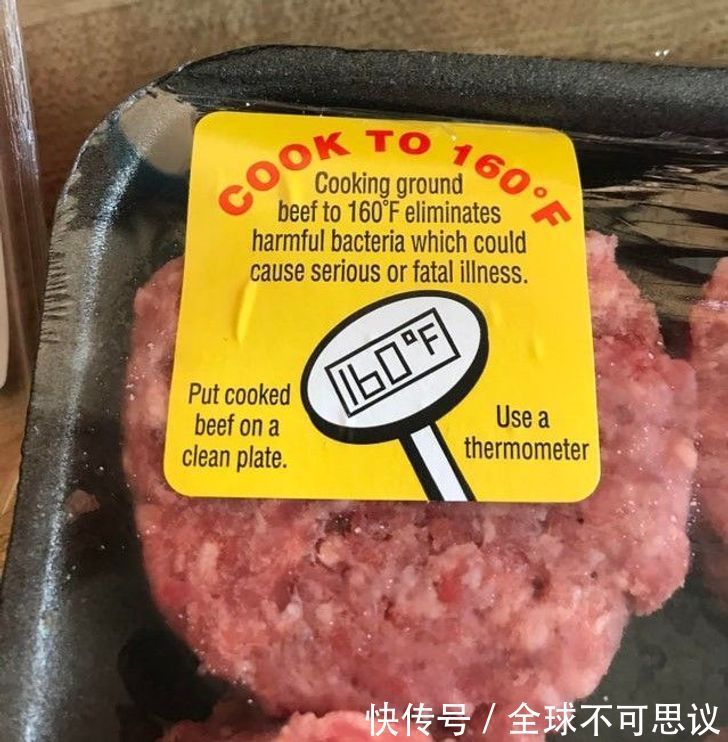 COOK TO 160°F
Cooking ground
beef to 160°F eliminates
harmful bacteria which could
cause serious or fatal illness.
160°F
Put cooked
beef on a
clean plate.
Use a
thermometer
快传号 / 全球不可思议